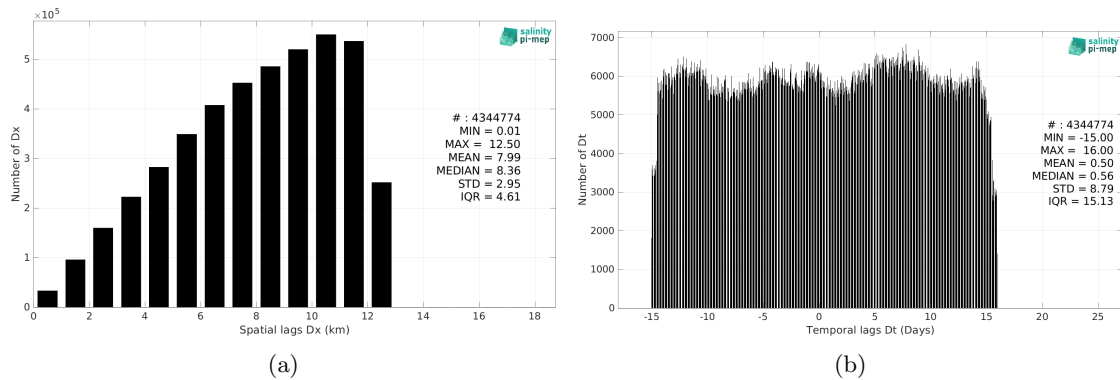 ×10⁵
5
4
3
2
1
0
Number of Dx
0 2 4 6 8 10 12 14 16 18
Spatial lags Dx (km)
salinity
pi-mep
# : 4344774
MIN = 0.01
MAX = 12.50
MEAN = 7.99
MEDIAN = 8.36
STD = 2.95
IQR = 4.61
(a)
7000
6000
5000
4000
3000
2000
1000
0
Number of Dt
-15 -10 -5 0 5 10 15 20 25
Temporal lags Dt (Days)
salinity
pi-mep
# : 4344774
MIN = -15.00
MAX = 16.00
MEAN = 0.50
MEDIAN = 0.56
STD = 8.79
IQR = 15.13
(b)